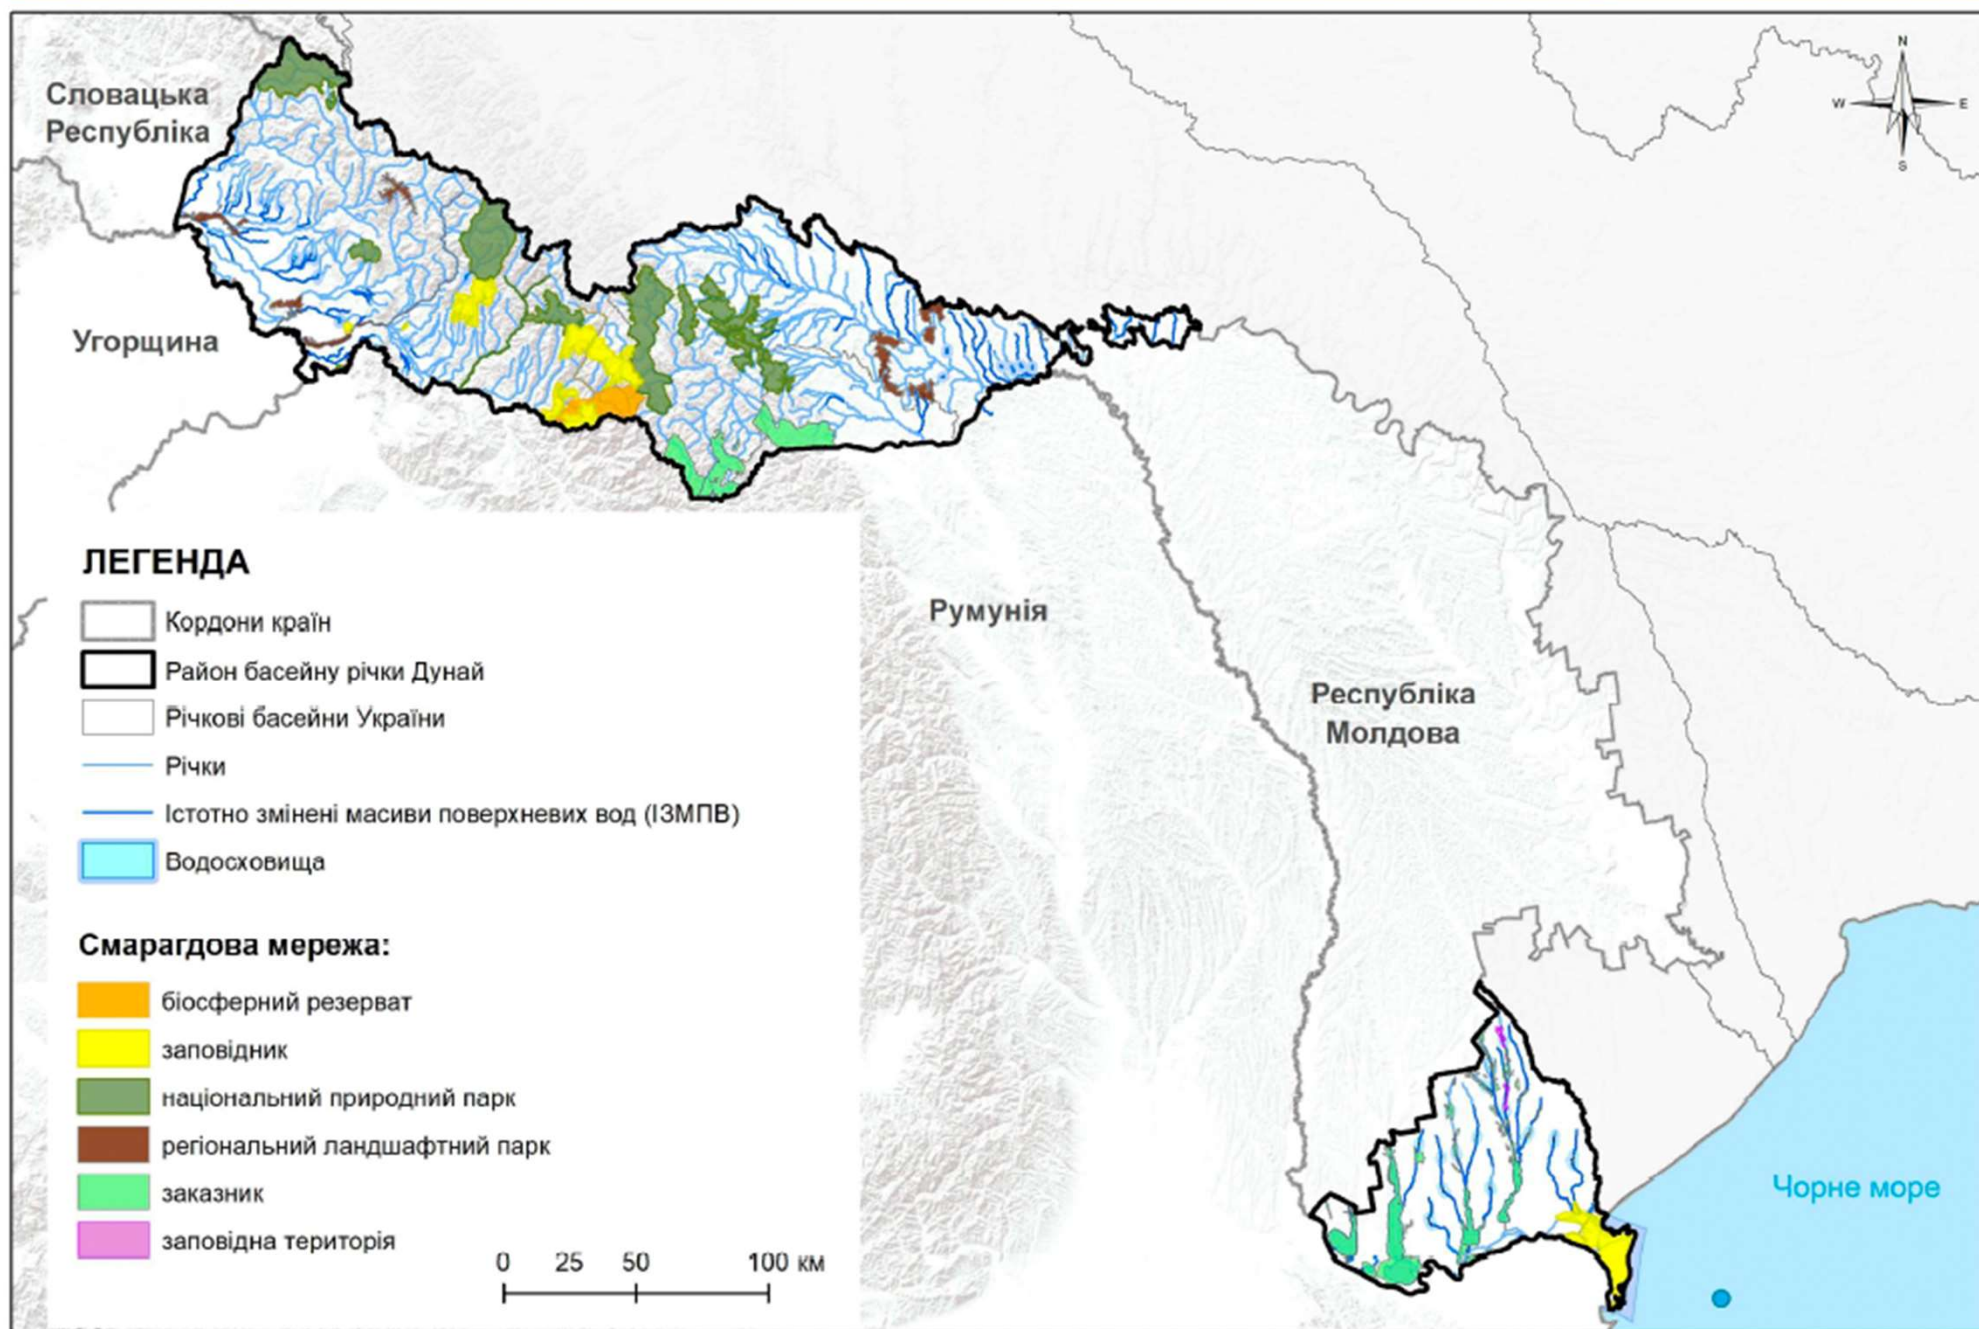 N
W E
S
Словацька
Республіка
Угорщина
Румунія
Республіка
Молдова
Чорне море
ЛЕГЕНДА
Кордони країн
Район басейну річки Дунай
Річкові басейни України
Річки
Істотно змінені масиви поверхневих вод (ІЗМПВ)
Водосховища
Смарагдова мережа:
біосферний резерват
заповідник
національний природний парк
регіональний ландшафтний парк
заказник
заповідна територія
0 25 50 100 км